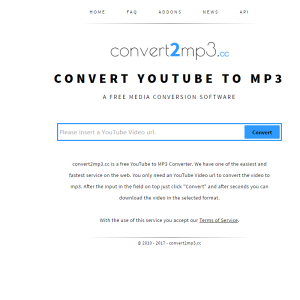 HOME FAQ ADDONS NEWS API
convert2mp3.cc
CONVERT YOUTUBE TO MP3
A FREE MEDIA CONVERSION SOFTWARE
Please insert a YouTube Video url. Convert
convert2mp3.cc is a free YouTube to MP3 Converter. We have one of the easiest and
fastest service on the web. You only need an YouTube Video url to convert the video to
mp3. After the input in the field on top just click "Convert" and after seconds you can
download the video in the selected format.
With the use of this service you accept our Terms of Service.
© 2010 - 2017 - convert2mp3.cc